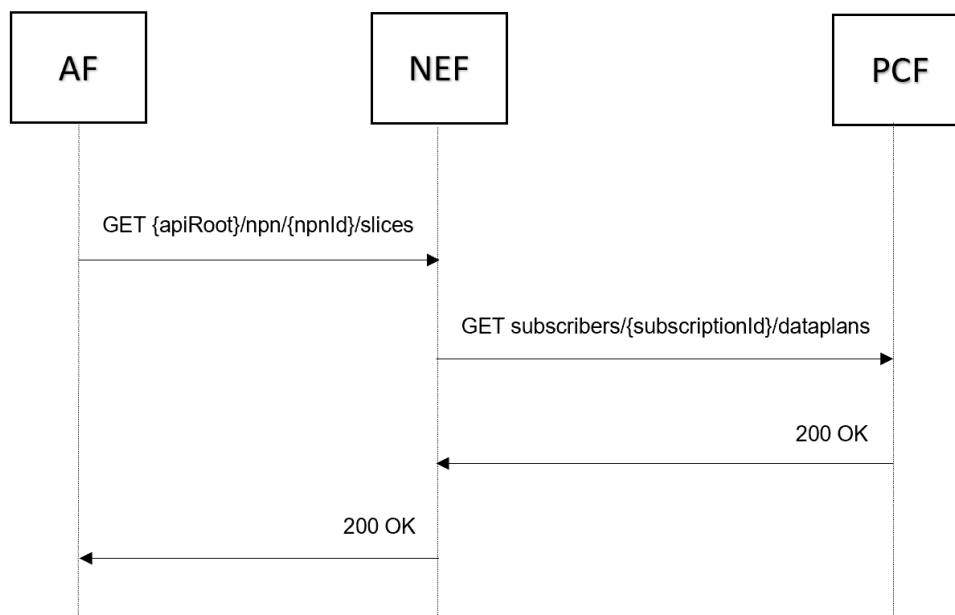 AF
NEF
PCF
GET {apiRoot}/npn/{npnId}/slices
GET subscribers/{subscriptionId}/dataplans
200 OK
200 OK